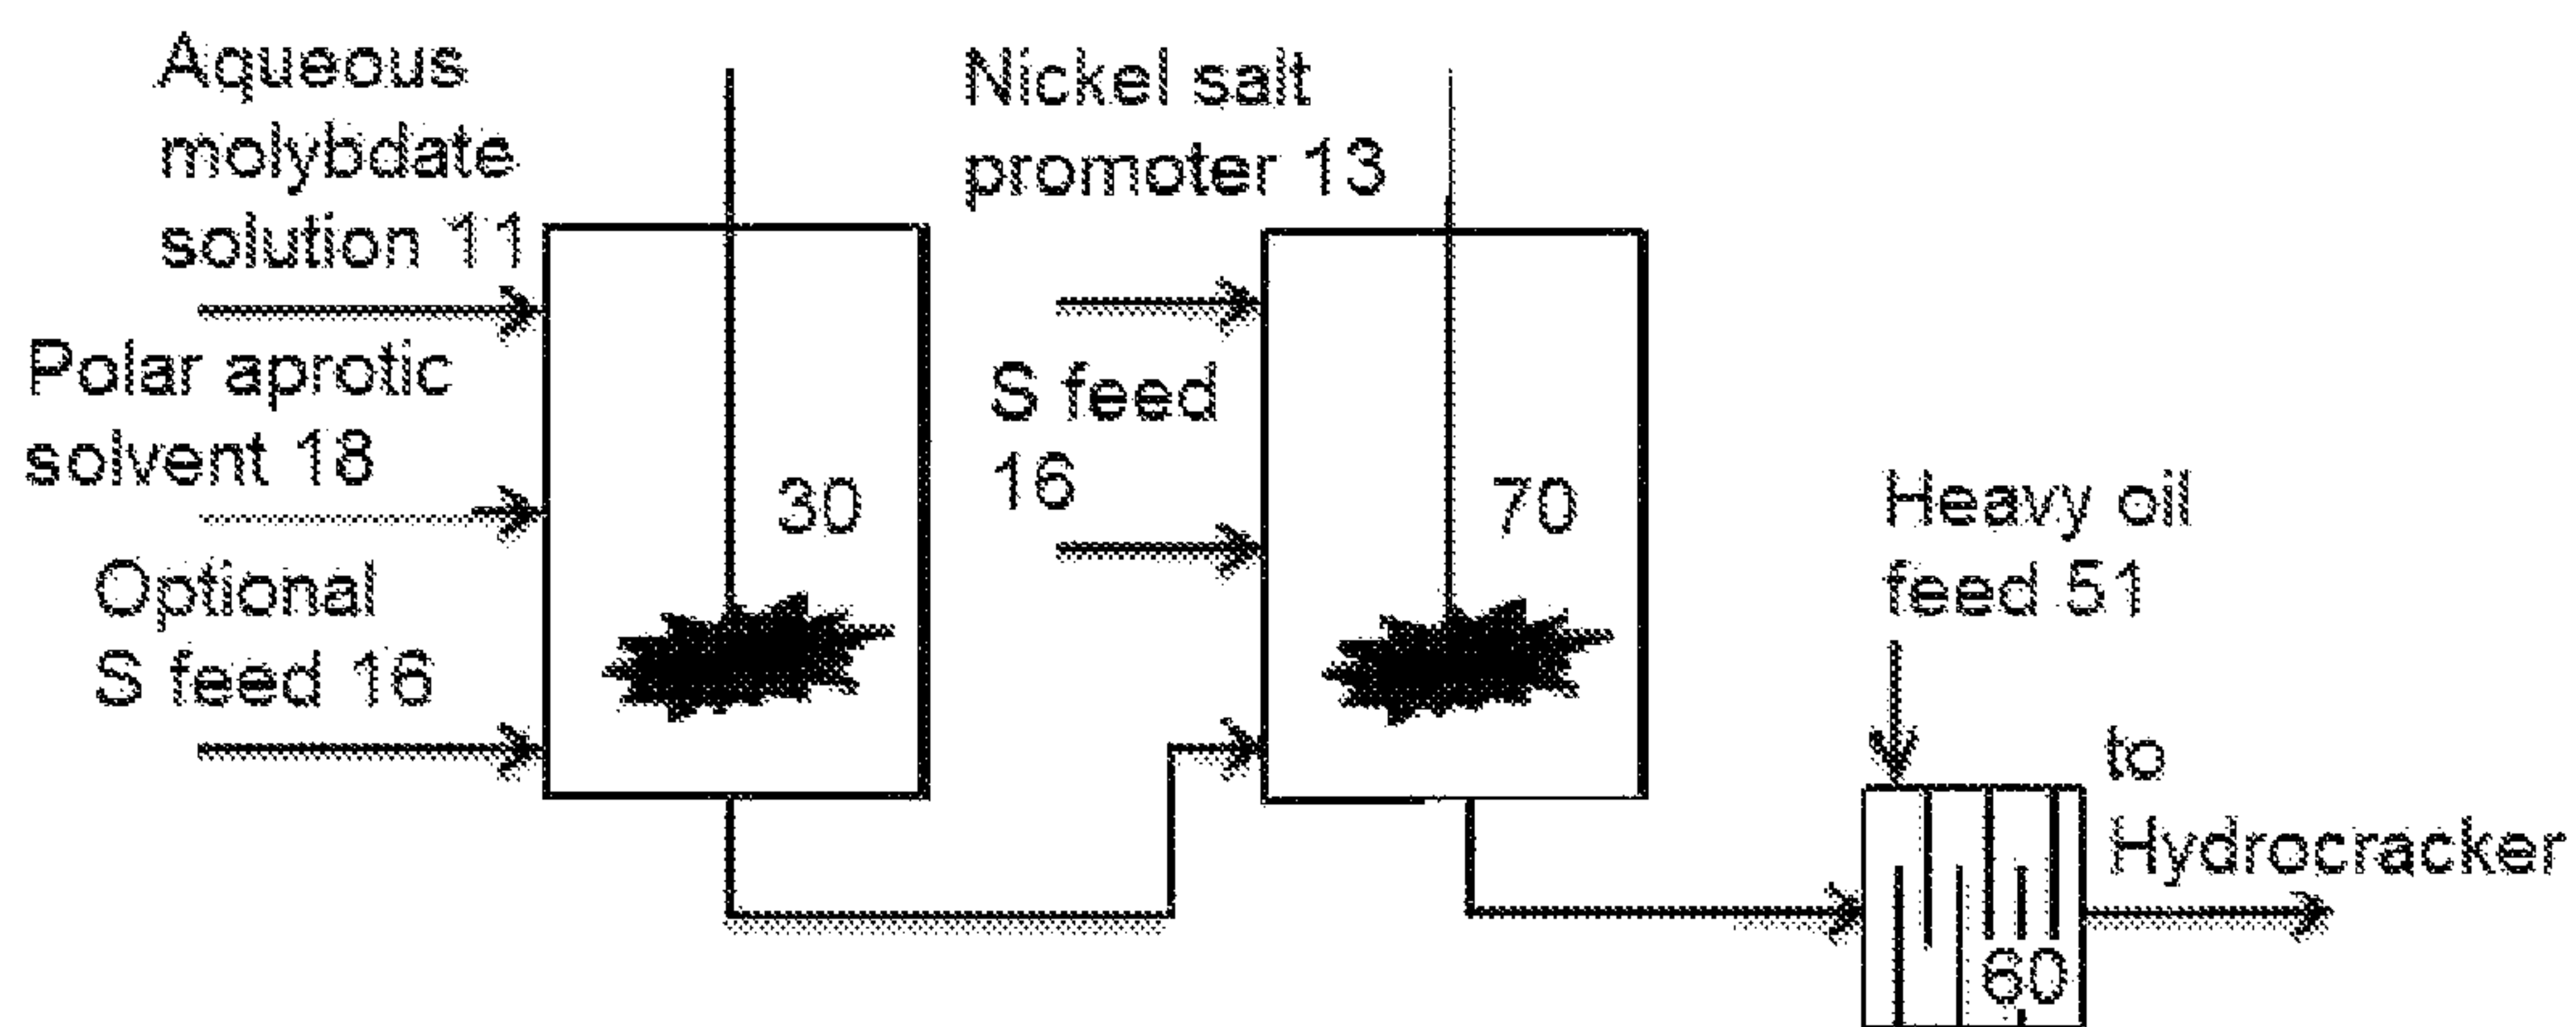 Aqueous
molybdate
solution 11
Polar aprotic
solvent 18
Optional
S feed 16
30
Nickel salt
promoter 13
S feed
16
70
Heavy oil
feed 51
60
to
Hydrocracker